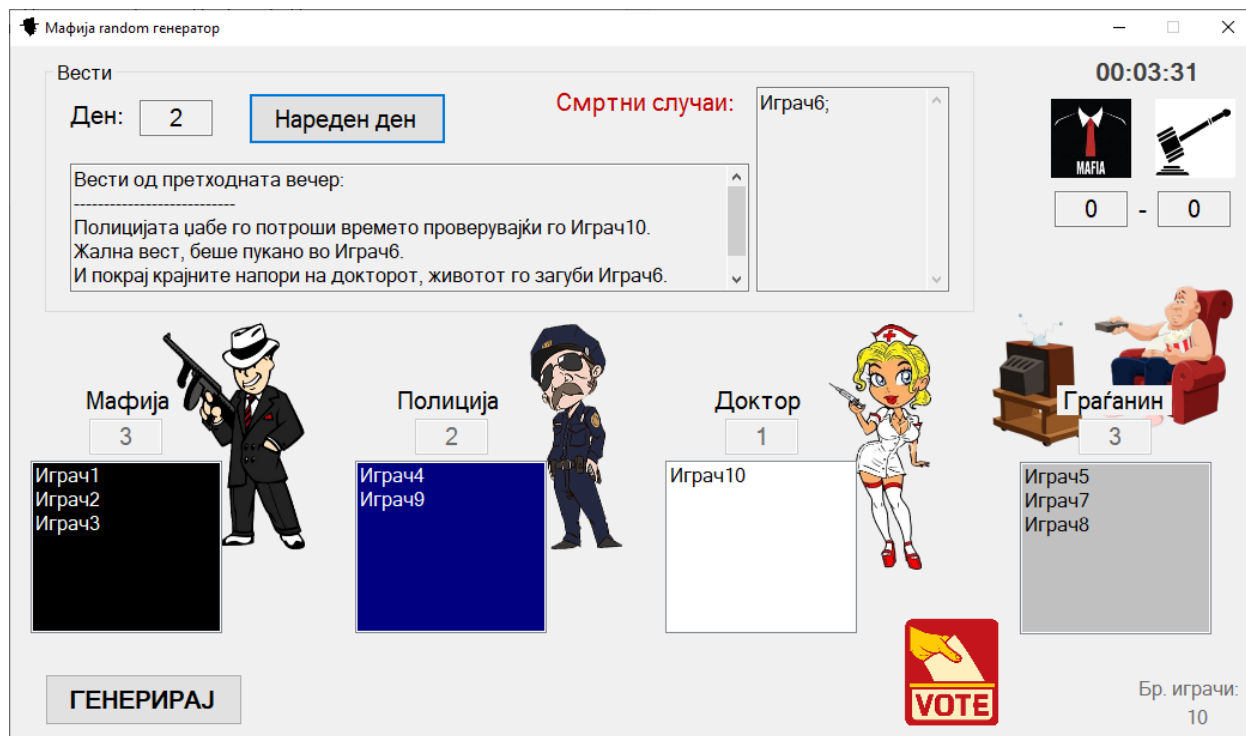 Мафија random генератор
Вести
Ден:
2
Нареден ден
Смртни случаи:
Играч6;
Вести од претходната вечер:
---------------------------
Полицијата џабе го потроши времето проверувајќи го Играч10.
Жална вест, беше пукано во Играч6.
И покрај крајните напори на докторот, животот го загуби Играч6.
00:03:31
MAFIA
0 - 0
Мафија
3
Играч1
Играч2
Играч3
Полиција
2
Играч4
Играч9
Доктор
1
Играч10
Граѓанин
3
Играч5
Играч7
Играч8
ГЕНЕРИРАЈ
VOTE
Бр. играчи:
10